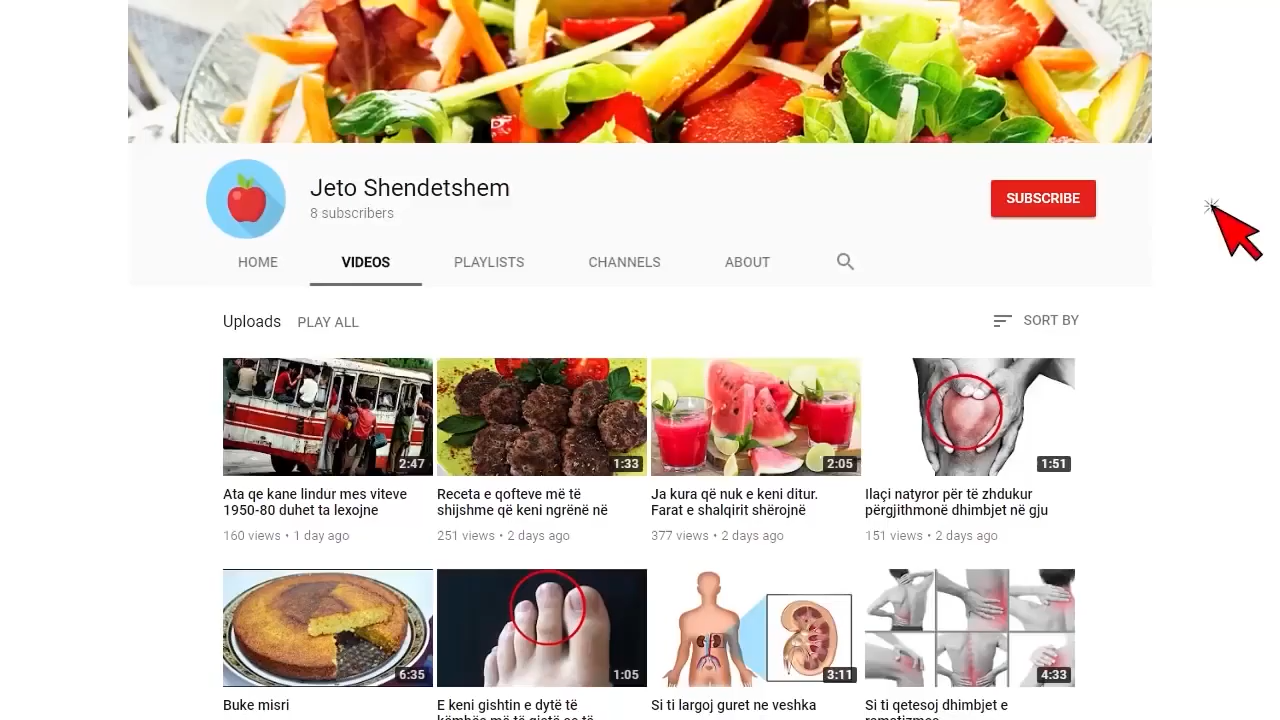 Jeto Shendetshem
8 subscribers
SUBSCRIBE
HOME
VIDEOS
PLAYLISTS
CHANNELS
ABOUT
Uploads
PLAY ALL
SORT BY
2:47
1:33
2:05
1:51
Ata qe kane lindur mes viteve
1950-80 duhet ta lexojne
160 views • 1 day ago
Receta e qofteve më të
shijshme që keni ngrënë në
251 views • 2 days ago
Ja kura që nuk e keni ditur.
Farat e shalqirit shërojnë
377 views • 2 days ago
Ilaçi natyror për të zhdukur
përgjithmonë dhimbjet në gju
151 views • 2 days ago
6:35
1:05
3:11
4:33
Buke misri
E keni gishtin e dytë të
Si ti largoj guret ne veshka
Si ti qetesoj dhimbjet e